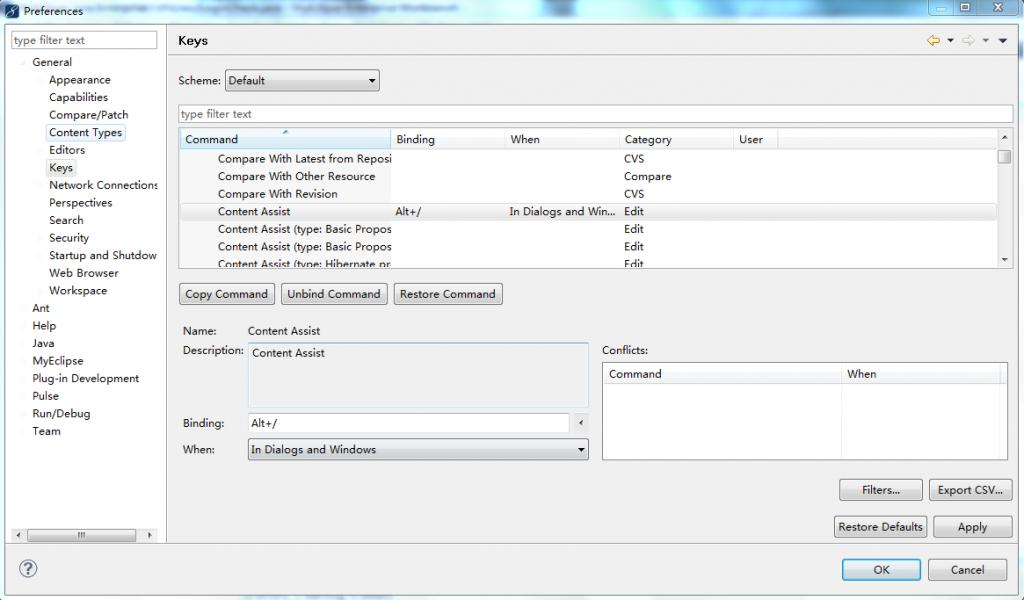 Preferences
type filter text
General
Appearance
Capabilities
Compare/Patch
Content Types
Editors
Keys
Network Connections
Perspectives
Search
Security
Startup and Shutdow
Web Browser
Workspace
Ant
Help
Java
MyEclipse
Plug-in Development
Pulse
Run/Debug
Team
Keys
Scheme: Default
type filter text
Command Binding When Category User
Compare With Latest from Reposi CVS
Compare With Other Resource Compare
Compare With Revision CVS
Content Assist Alt+/ In Dialogs and Win... Edit
Content Assist (type: Basic Propos Edit
Content Assist (type: Basic Propos Edit
Content Assist (type: Hibernate pr Edit
Copy Command Unbind Command Restore Command
Name: Content Assist
Description: Content Assist
Conflicts:
Command When
Binding: Alt+/
When: In Dialogs and Windows
Filters... Export CSV...
Restore Defaults Apply
OK Cancel